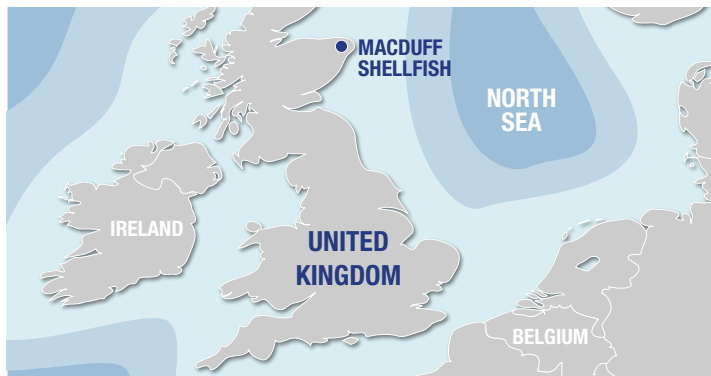 MACDUFF
SHELLFISH
NORTH
SEA
IRELAND
UNITED
KINGDOM
BELGIUM